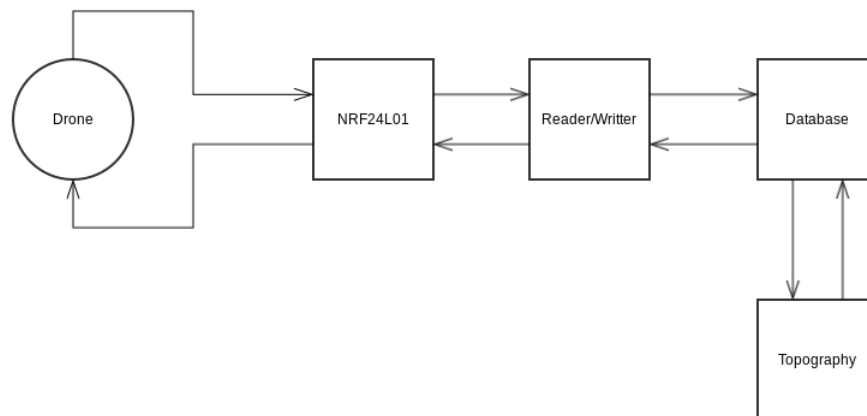 Drone
NRF24L01
Reader/Writter
Database
Topography